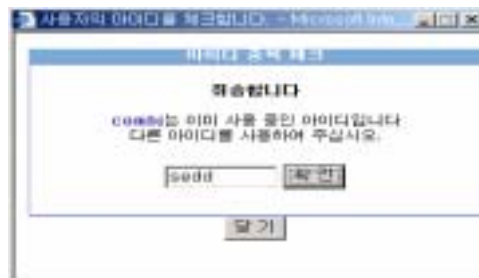 사용자의 아이디를 체크합니다. - Microsoft Inte...
아이디 중복 체크
죄송합니다
combi는 이미 사용 중인 아이디입니다
다른 아이디를 사용하여 주십시오.
sedd 확 인
닫 기